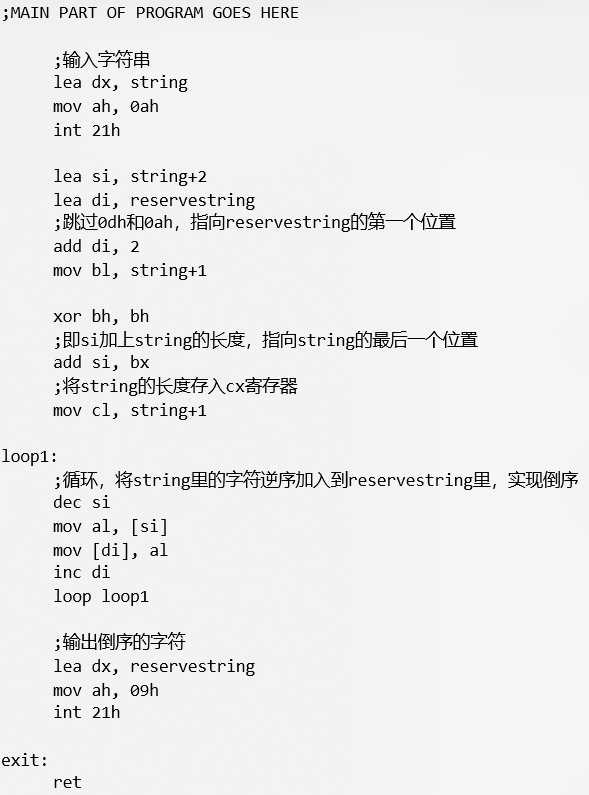 ;MAIN PART OF PROGRAM GOES HERE
;输入字符串
lea dx, string
mov ah, 0ah
int 21h
lea si, string+2
lea di, reservestring
;跳过0dh和0ah，指向reservestring的第一个位置
add di, 2
mov bl, string+1
xor bh, bh
;即si加上string的长度，指向string的最后一个位置
add si, bx
;将string的长度存入cx寄存器
mov cl, string+1
loop1:
;循环，将string里的字符逆序加入到reservestring里，实现倒序
dec si
mov al, [si]
mov [di], al
inc di
loop loop1
;输出倒序的字符
lea dx, reservestring
mov ah, 09h
int 21h
exit:
ret